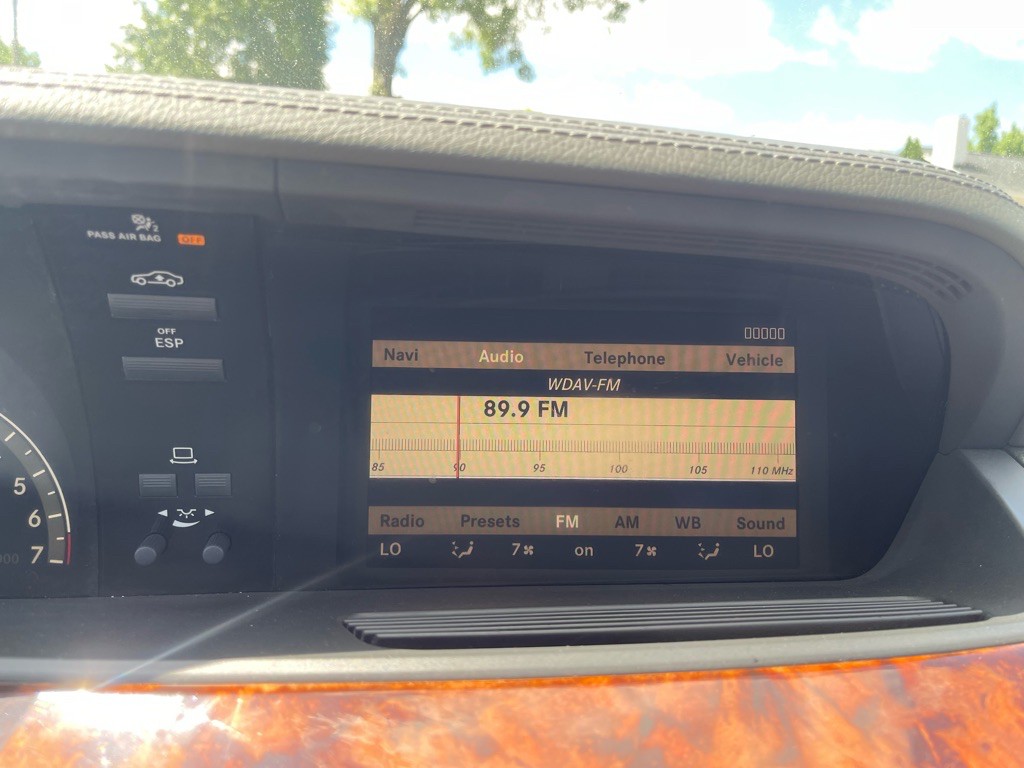 PASS AIR BAG OFF
2
OFF
ESP
5
6
7
Navi Audio Telephone Vehicle
WDAV-FM
89.9 FM
85 90 95 100 105 110 MHz
Radio Presets FM AM WB Sound
LO 7 on 7 LO